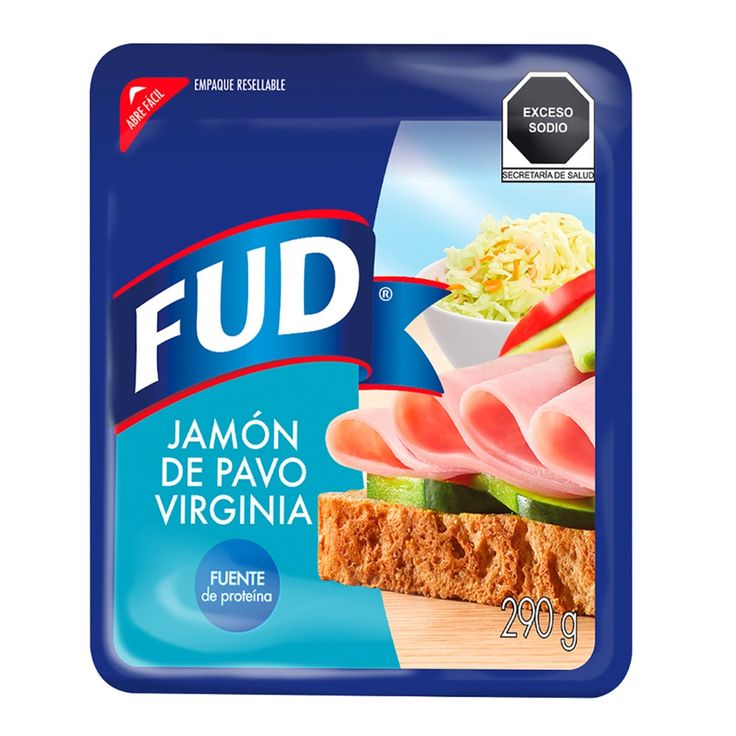 ABRE FÁCIL
EMPAQUE RESELLABLE
EXCESO
SODIO
SECRETARÍA DE SALUD
FUD®
JAMÓN
DE PAVO
VIRGINIA
FUENTE
de proteína
290 g